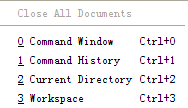 Close All Documents
0 Command Window Ctrl+0
1 Command History Ctrl+1
2 Current Directory Ctrl+2
3 Workspace Ctrl+3